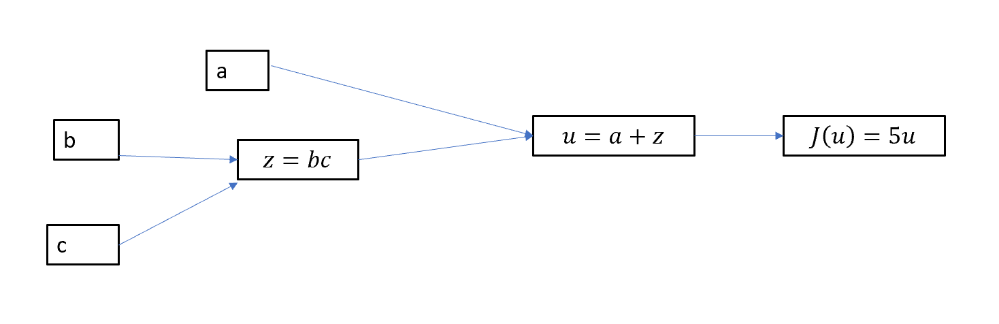 a
b
z = bc
c
u = a + z
J(u) = 5u